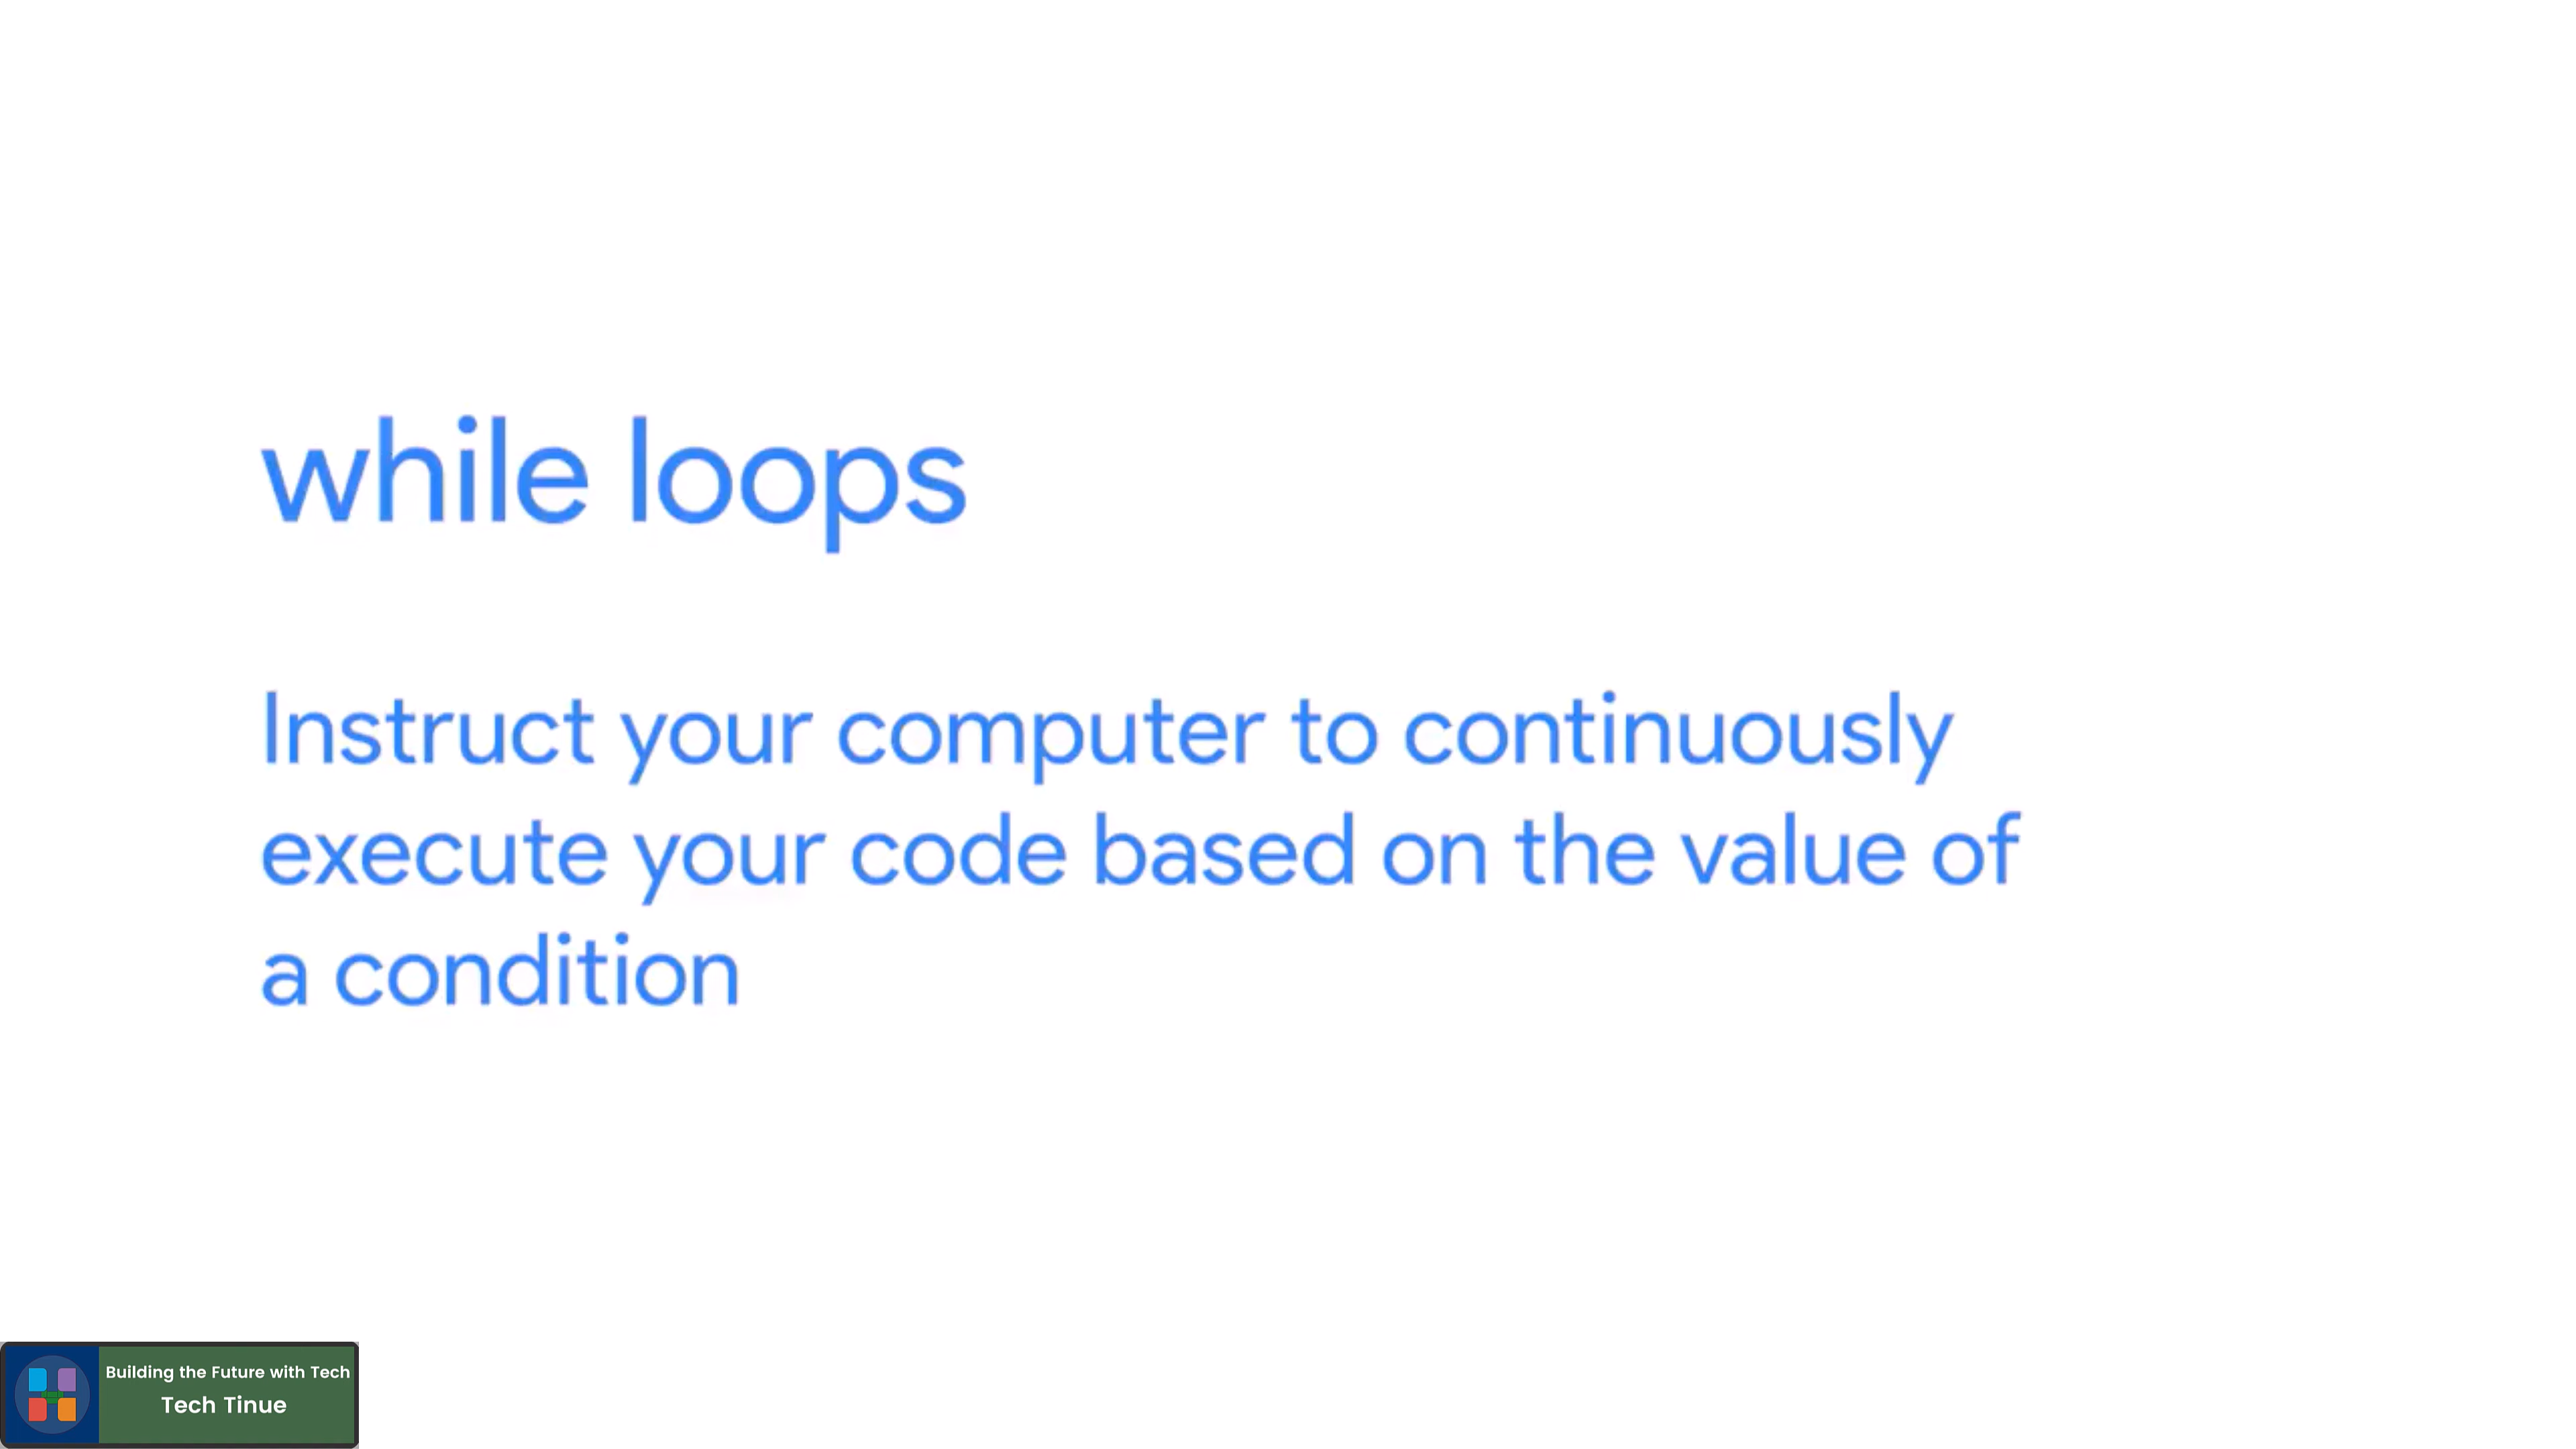 while loops
Instruct your computer to continuously
execute your code based on the value of
a condition
Building the Future with Tech
Tech Tinue